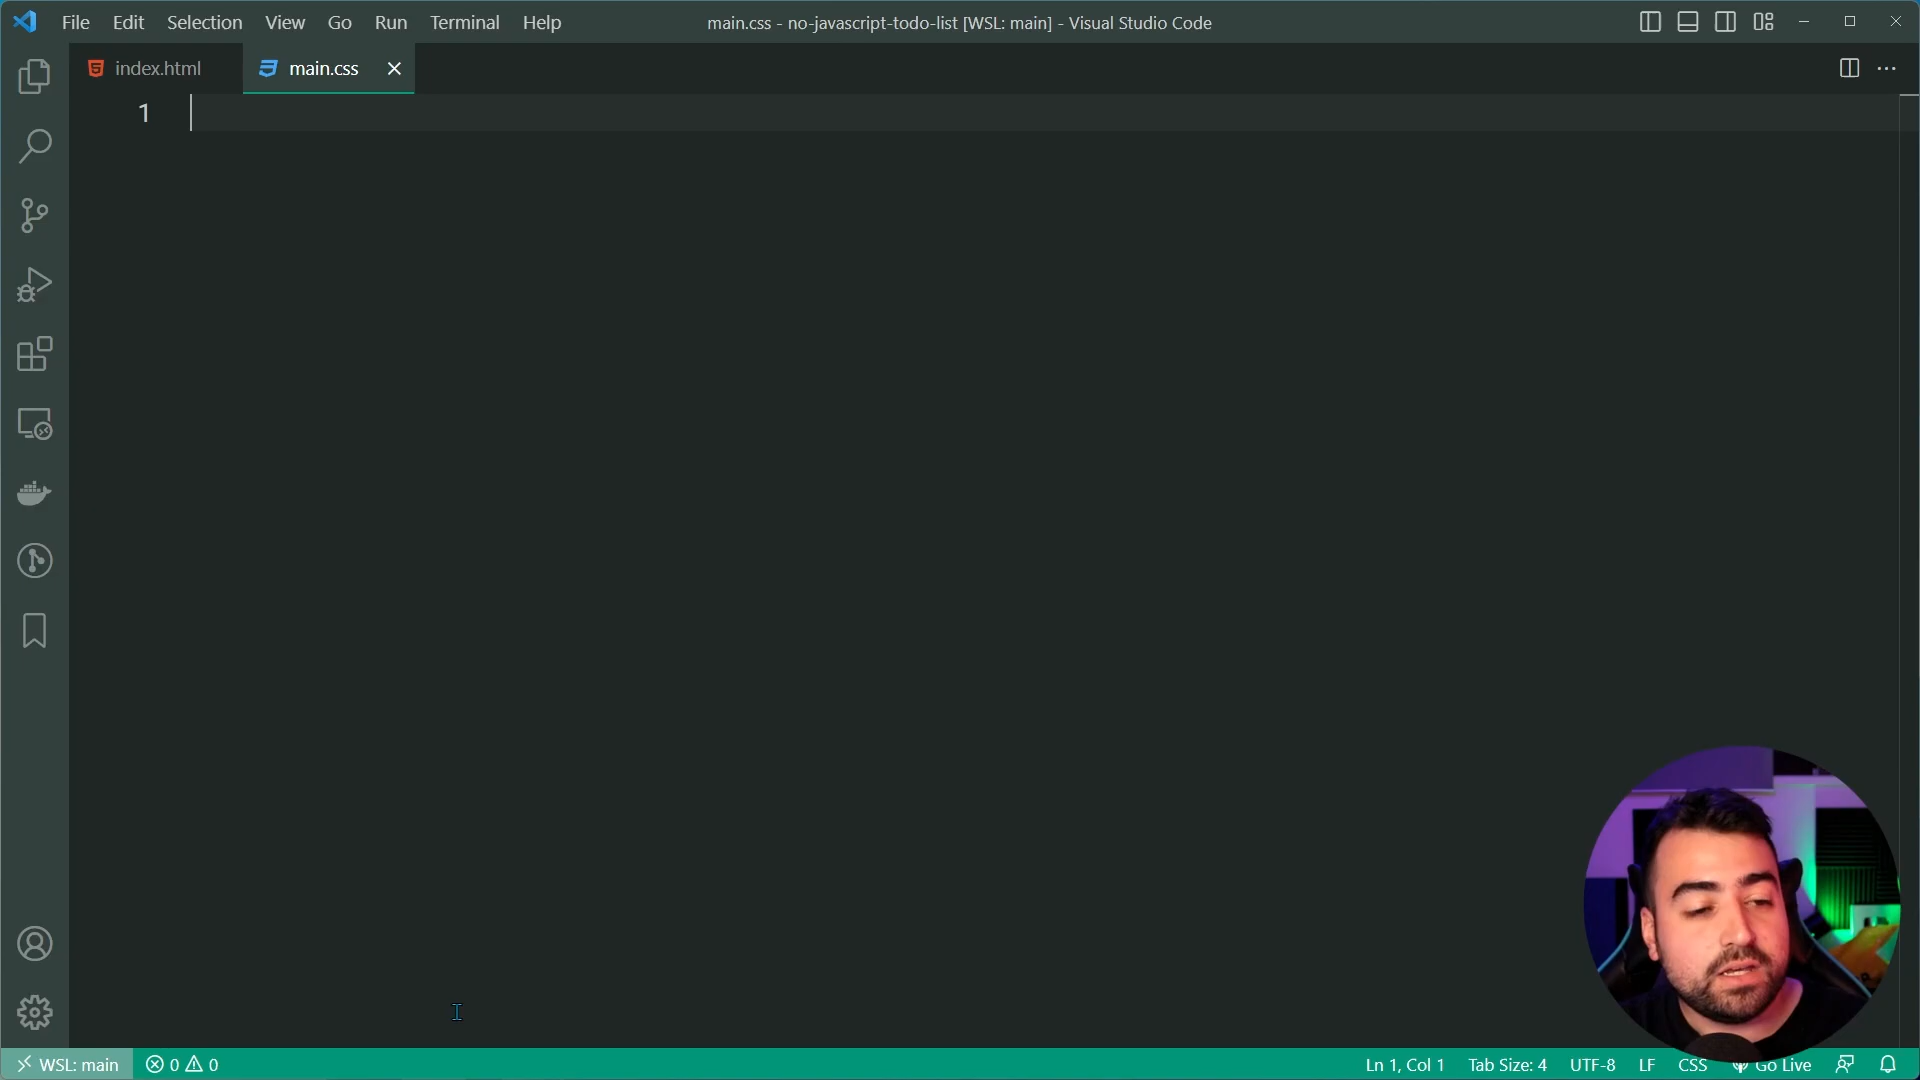 File Edit Selection View Go Run Terminal Help
main.css - no-javascript-todo-list [WSL: main] - Visual Studio Code
index.html
main.css
1
WSL: main
0
0
Ln 1, Col 1
Tab Size: 4
UTF-8
LF
CSS
Go Live